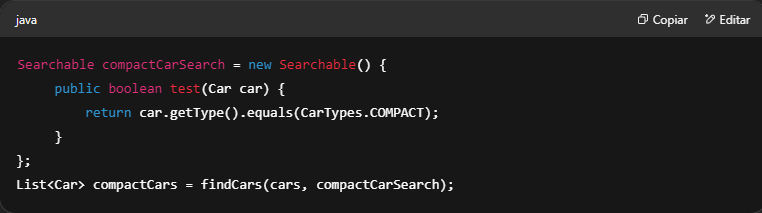 java
Copiar
Editar
Searchable compactCarSearch = new Searchable() {
     public boolean test(Car car) {
         return car.getType().equals(CarTypes.COMPACT);
     }
};
List<Car> compactCars = findCars(cars, compactCarSearch);